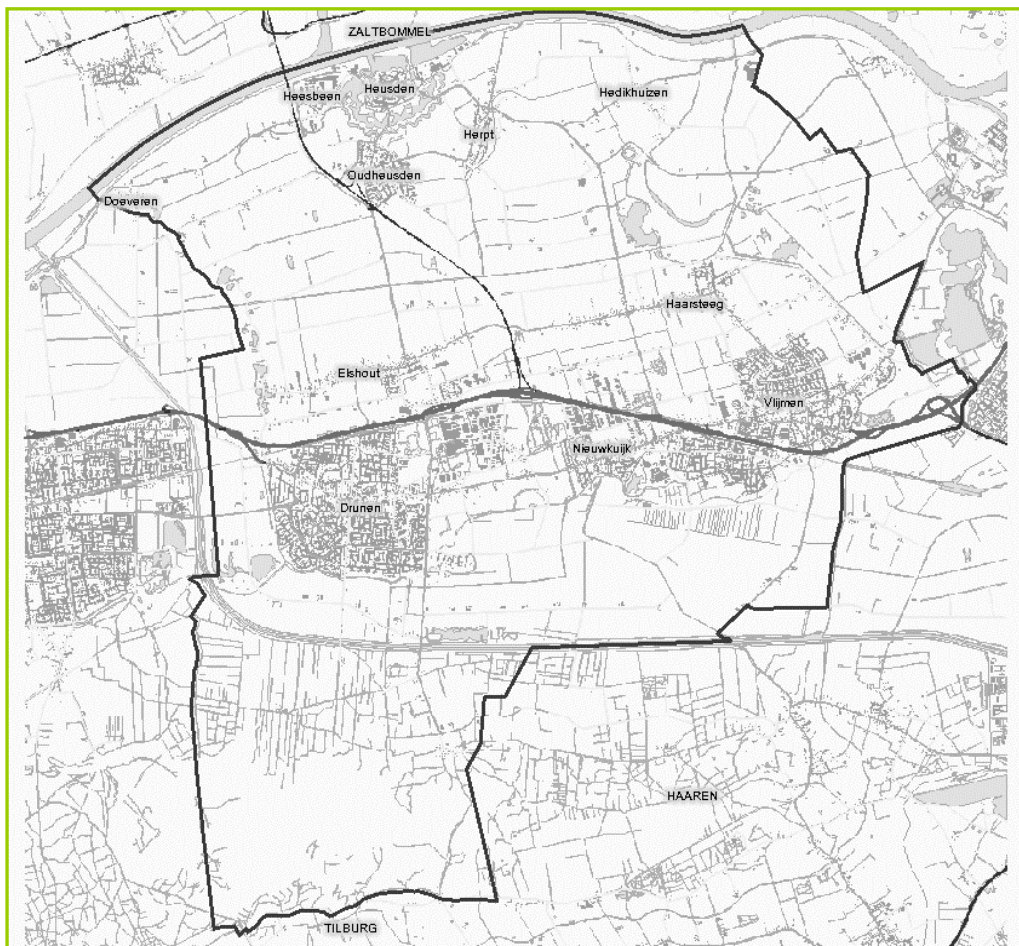 ZALTBOMMEL
Heesbeen
Heusden
Hedikhuizen
Herpt
Oudheusden
Doeveren
Haarsteeg
Elshout
Vlijmen
Nieuwkuijk
Drunen
HAAREN
TILBURG